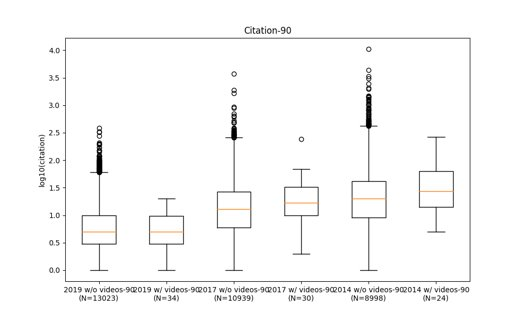 Citation-90
4.0
3.5
3.0
2.5
2.0
1.5
1.0
0.5
0.0
log10(citation)
2019 w/o videos-90 2019 w/ videos-90 2017 w/o videos-90 2017 w/ videos-90 2014 w/o videos-90 2014 w/ videos-90
(N=13023) (N=34) (N=10939) (N=30) (N=8998) (N=24)